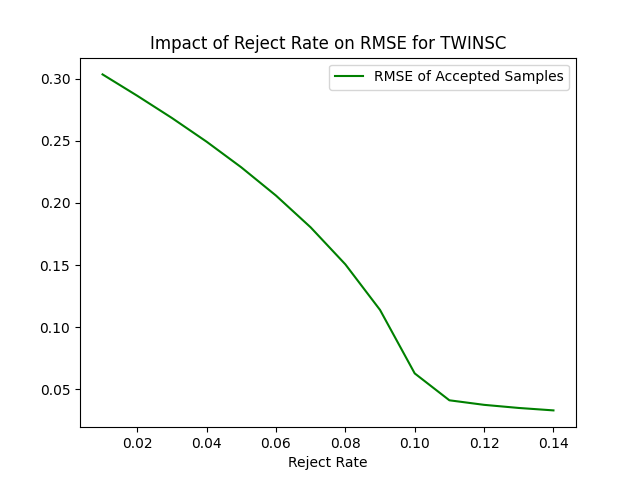 Impact of Reject Rate on RMSE for TWINSC
RMSE of Accepted Samples
0.30
0.25
0.20
0.15
0.10
0.05
0.02 0.04 0.06 0.08 0.10 0.12 0.14
Reject Rate